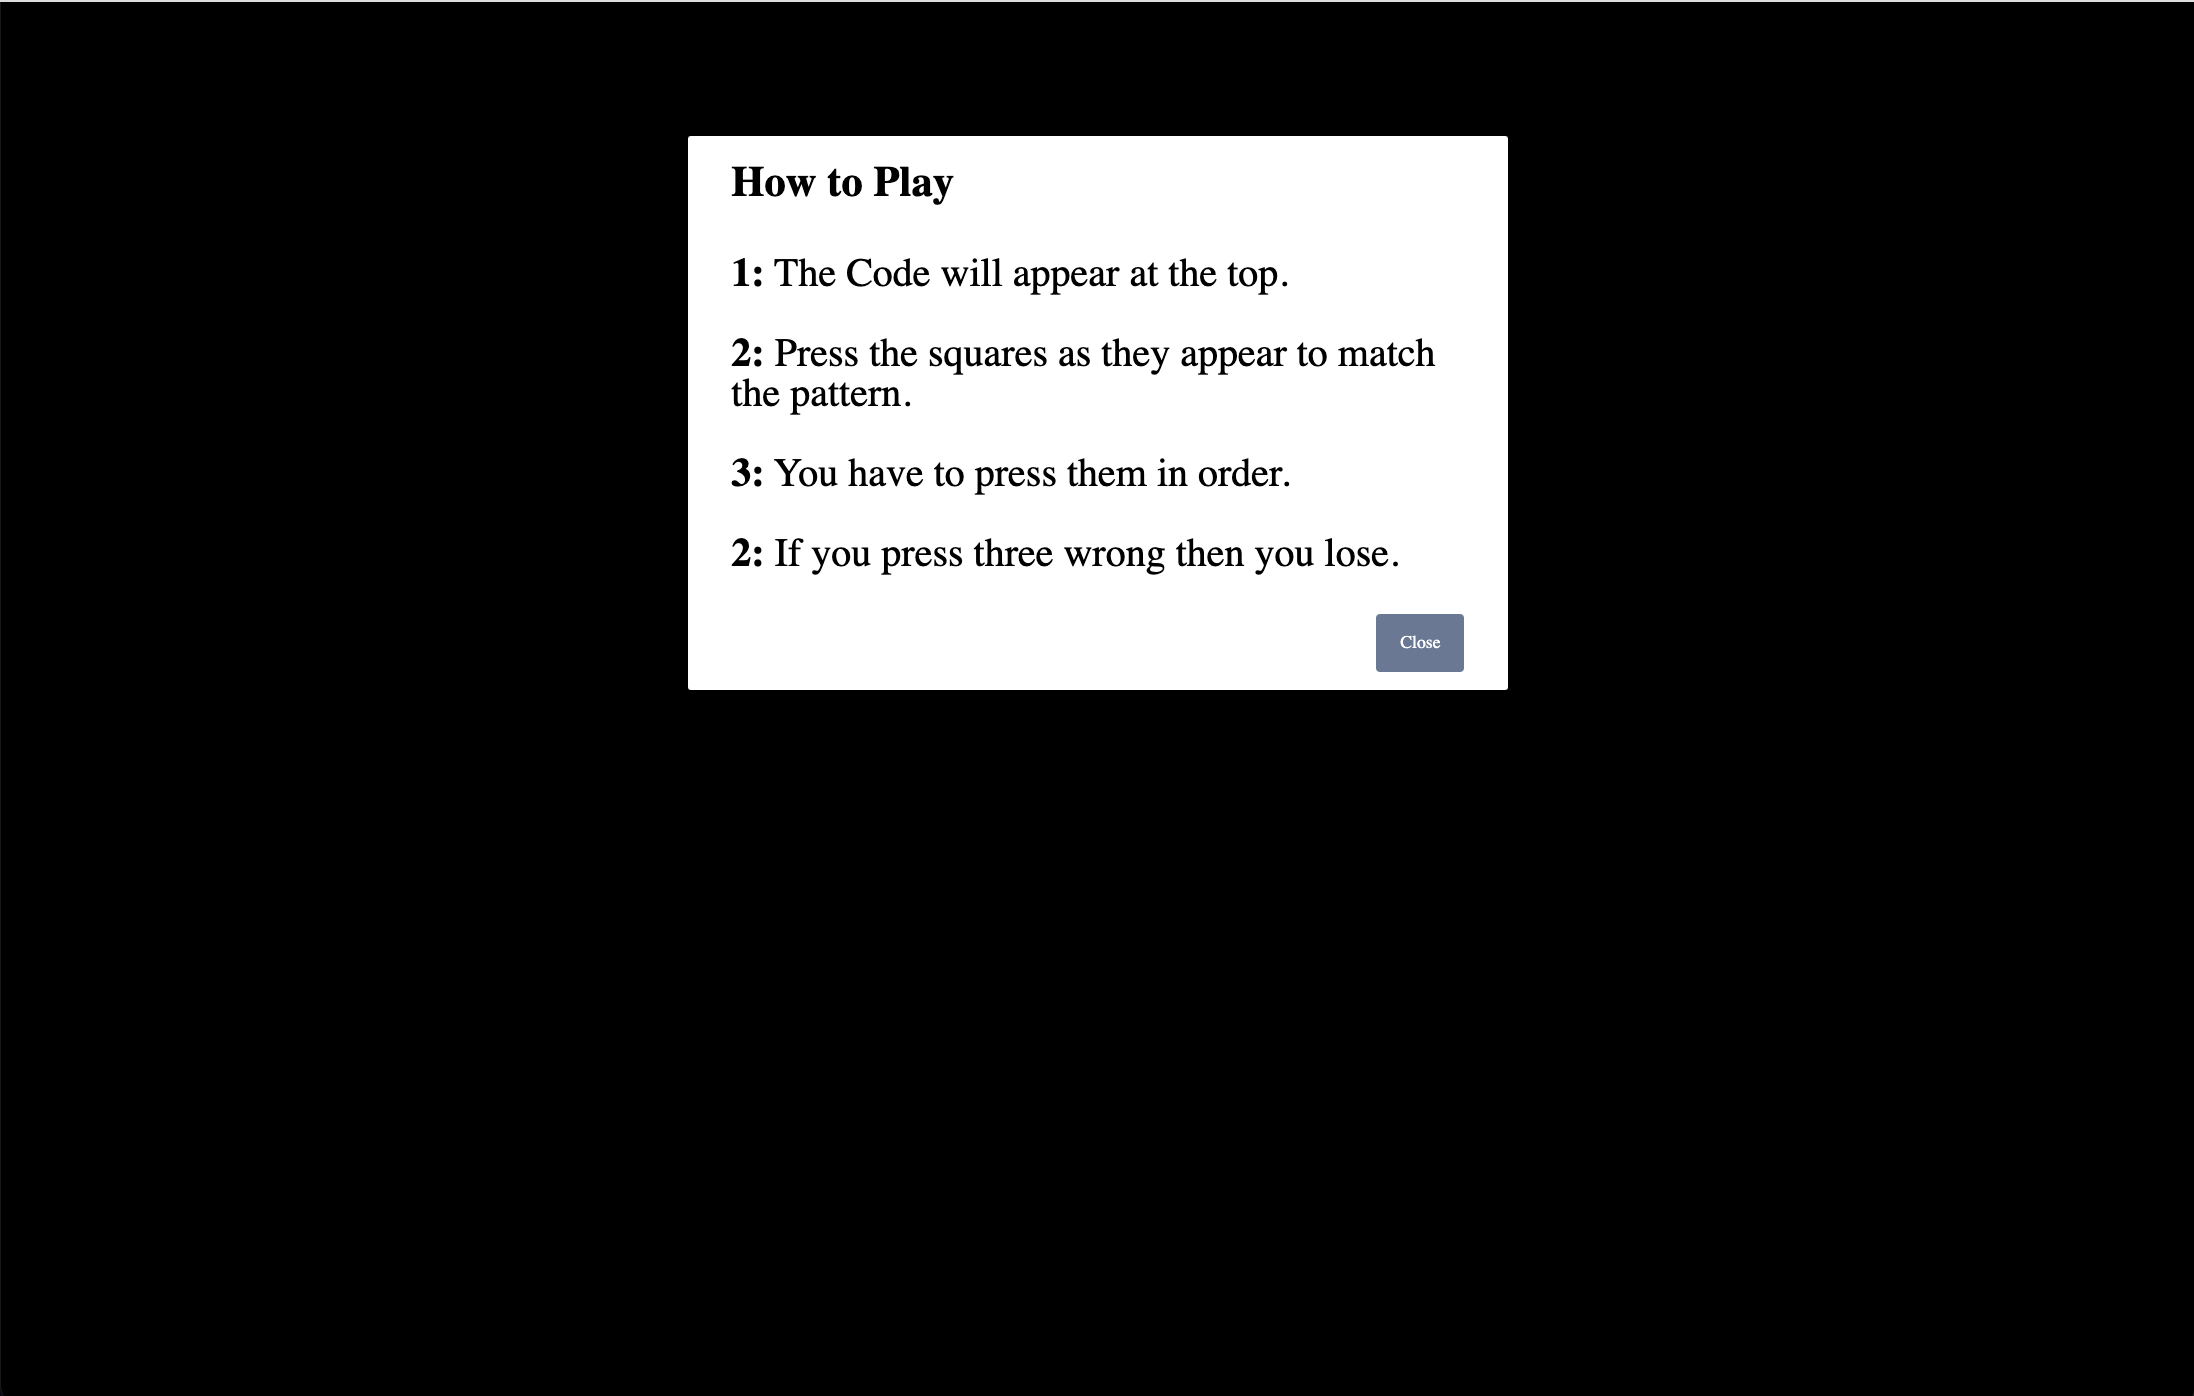 How to Play
1: The Code will appear at the top.
2: Press the squares as they appear to match
the pattern.
3: You have to press them in order.
2: If you press three wrong then you lose.
Close